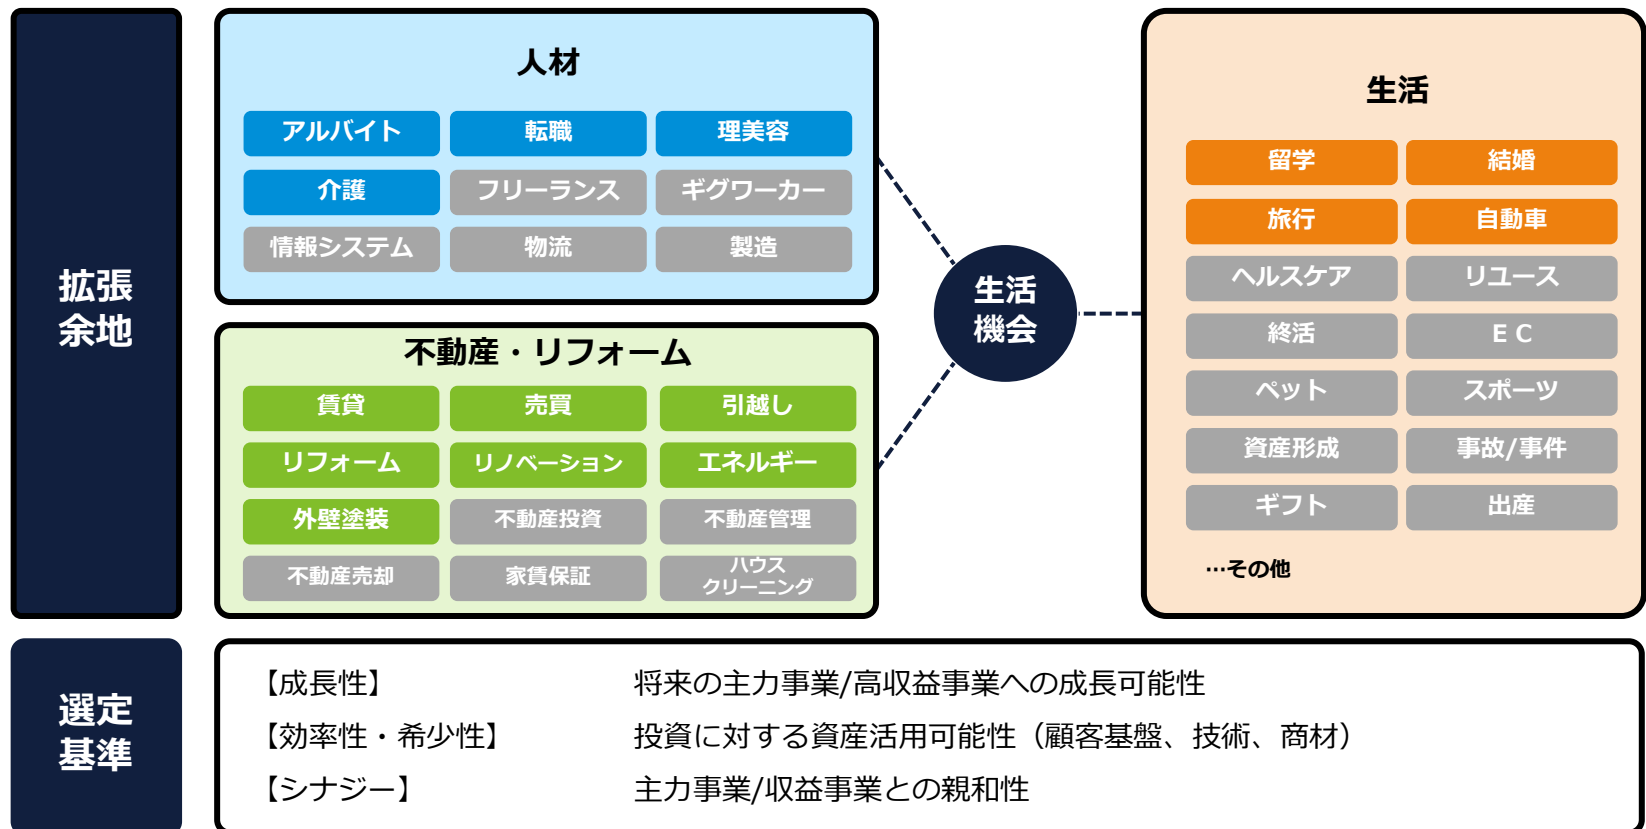 拡張
余地
人材
アルバイト
転職
理美容
介護
フリーランス
ギグワーカー
情報システム
物流
製造
不動産・リフォーム
賃貸
売買
引越し
リフォーム
リノベーション
エネルギー
外壁塗装
不動産投資
不動産管理
不動産売却
家賃保証
ハウス
クリーニング
生活
機会
生活
留学
結婚
旅行
自動車
ヘルスケア
リユース
終活
ＥＣ
ペット
スポーツ
資産形成
事故/事件
ギフト
出産
…その他
選定
基準
【成長性】 将来の主力事業/高収益事業への成長可能性
【効率性・希少性】 投資に対する資産活用可能性（顧客基盤、技術、商材）
【シナジー】 主力事業/収益事業との親和性